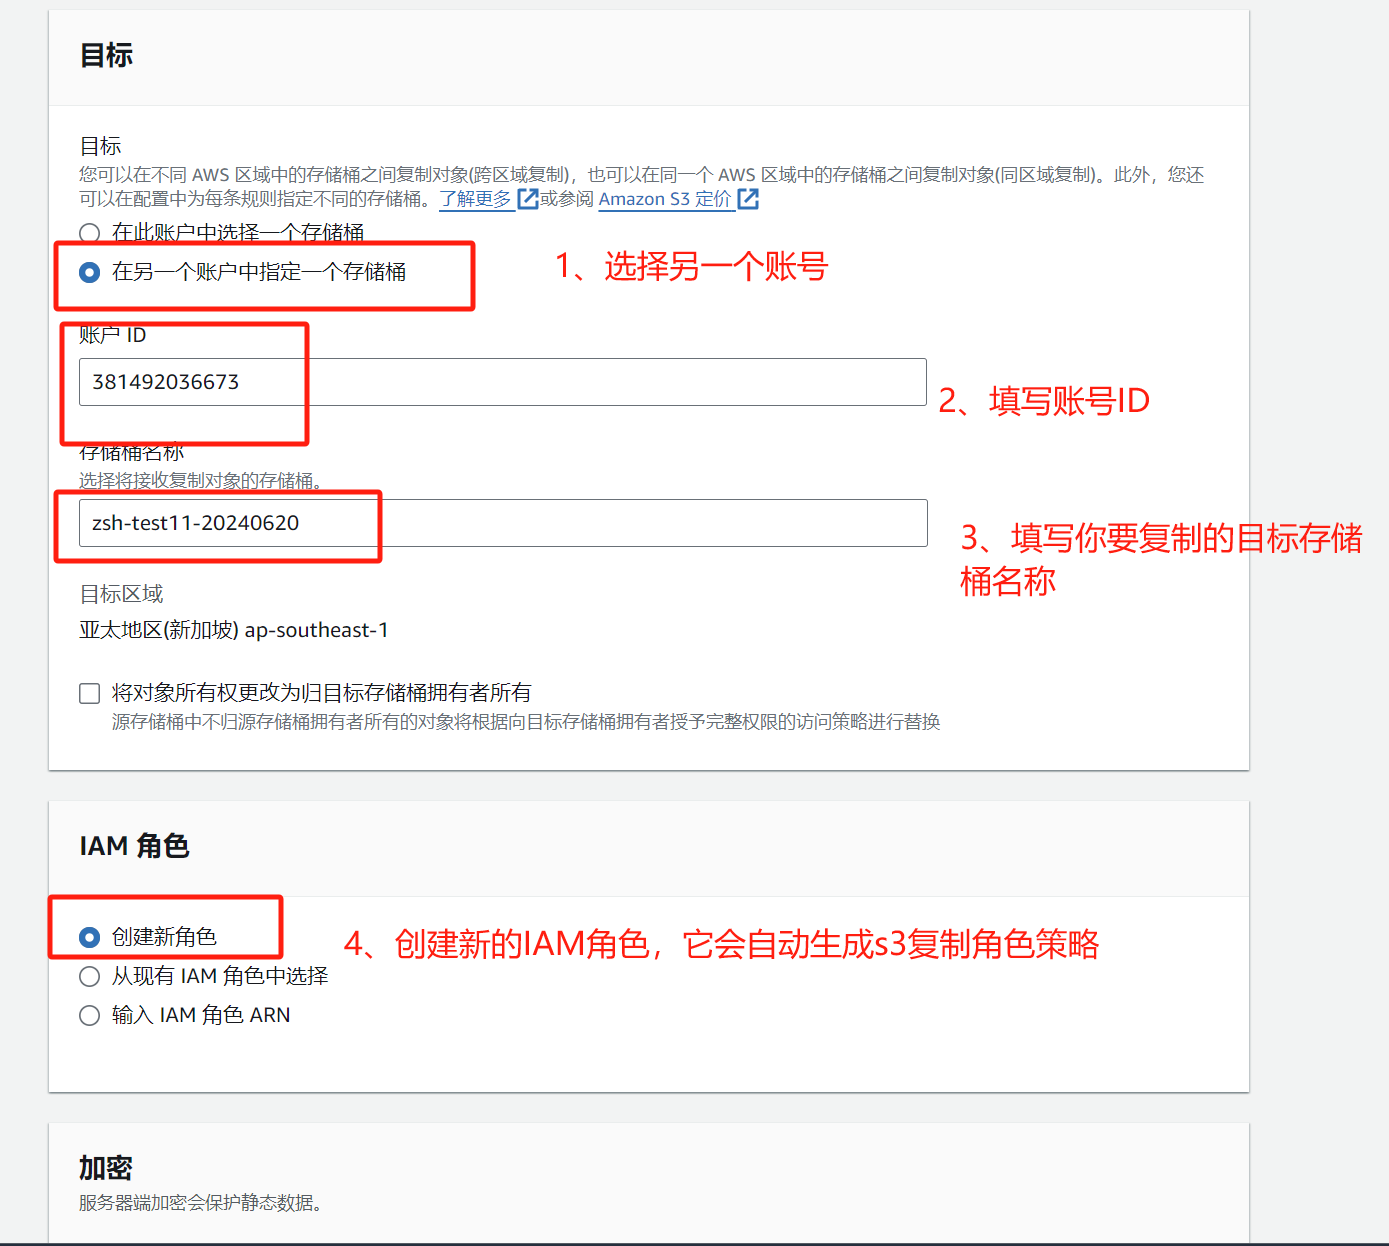 目标
目标
您可以在不同 AWS 区域中的存储桶之间复制对象(跨区域复制)，也可以在同一个 AWS 区域中的存储桶之间复制对象(同区域复制)。此外，您还
可以在配置中为每条规则指定不同的存储桶。了解更多 或参阅 Amazon S3 定价
在此账户中选择一个存储桶
在另一个账户中指定一个存储桶
1、选择另一个账号
账户 ID
381492036673
2、填写账号ID
存储桶名称
选择将接收复制对象的存储桶。
zsh-test11-20240620
3、填写你要复制的目标存储
桶名称
目标区域
亚太地区(新加坡) ap-southeast-1
将对象所有权更改为归目标存储桶拥有者所有
源存储桶中不归源存储桶拥有者所有的对象将根据向目标存储桶拥有者授予完整权限的访问策略进行替换
IAM 角色
创建新角色
4、创建新的IAM角色，它会自动生成s3复制角色策略
从现有 IAM 角色中选择
输入 IAM 角色 ARN
加密
服务器端加密会保护静态数据。